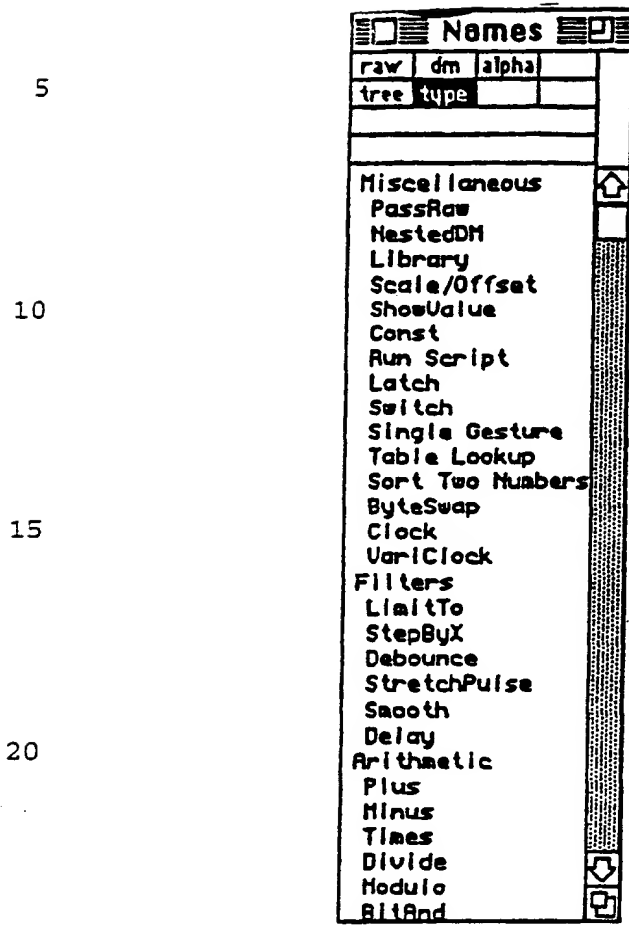 Names
raw dm alpha
5
tree type
Miscellaneous
PassRaw
NestedDM
Library
Scale/Offset
10
ShowValue
Const
Run Script
Latch
Switch
Single Gesture
Table Lookup
Sort Two Numbers
ByteSwap
15
Clock
VariClock
Filters
LimitTo
StepByX
Debounce
StretchPulse
Smooth
Delay
20
Arithmetic
Plus
Minus
Times
Divide
Modulo
BitAnd